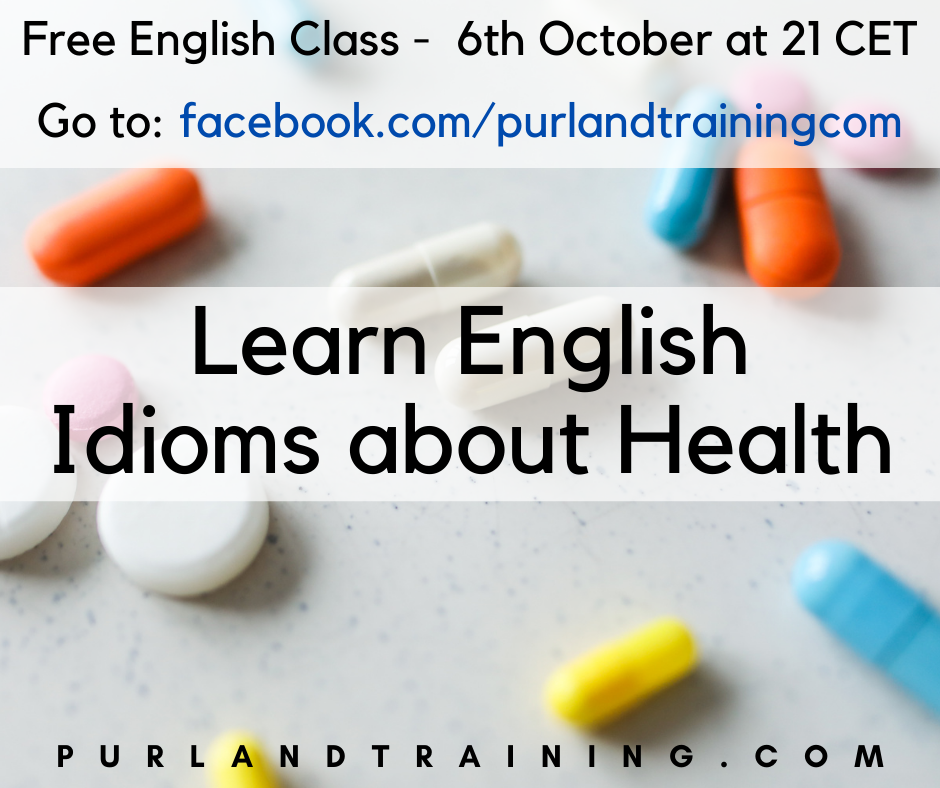 Free English Class -  6th October at 21 CET
Go to: facebook.com/purlandtrainingcom
Learn English
Idioms about Health
PURLANDTRAINING.COM